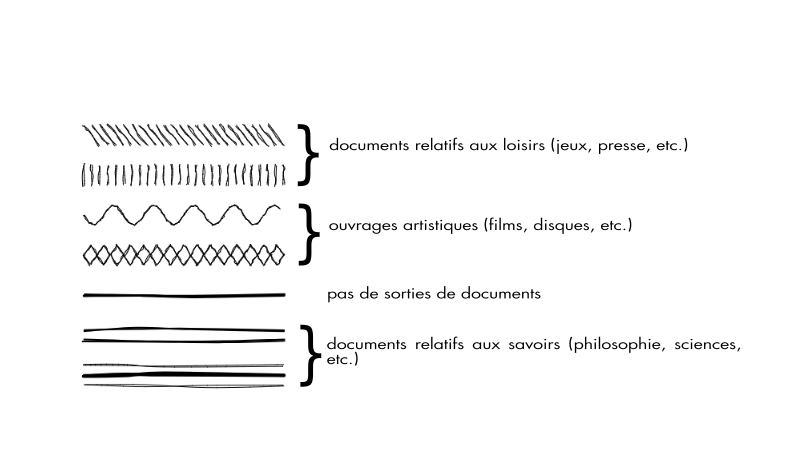 documents relatifs aux loisirs (jeux, presse, etc.)
ouvrages artistiques (films, disques, etc.)
pas de sorties de documents
documents relatifs aux savoirs (philosophie, sciences,
etc.)